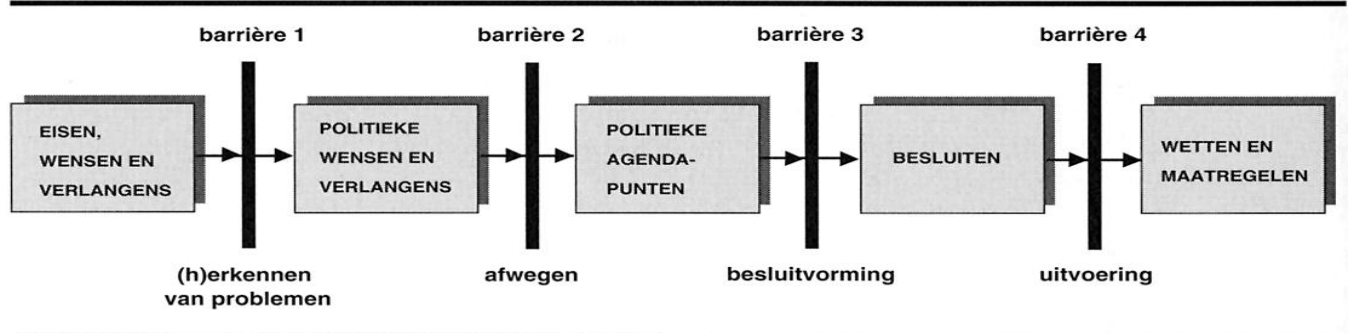 barrière 1
barrière 2
barrière 3
barrière 4
EISEN,
WENSEN EN
VERLANGENS
POLITIEKE
WENSEN EN
VERLANGENS
POLITIEKE
AGENDA-
PUNTEN
BESLUITEN
WETTEN EN
MAATREGELEN
(h)erkennen
van problemen
afwegen
besluitvorming
uitvoering